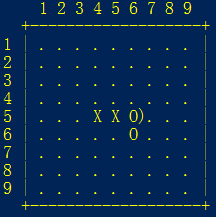 1 2 3 4 5 6 7 8 9
 +-------------------+
1| . . . . . . . . . |
2| . . . . . . . . . |
3| . . . . . . . . . |
4| . . . . . . . . . |
5| . . . X X O). . . |
6| . . . . . O . . . |
7| . . . . . . . . . |
8| . . . . . . . . . |
9| . . . . . . . . . |
 +-------------------+